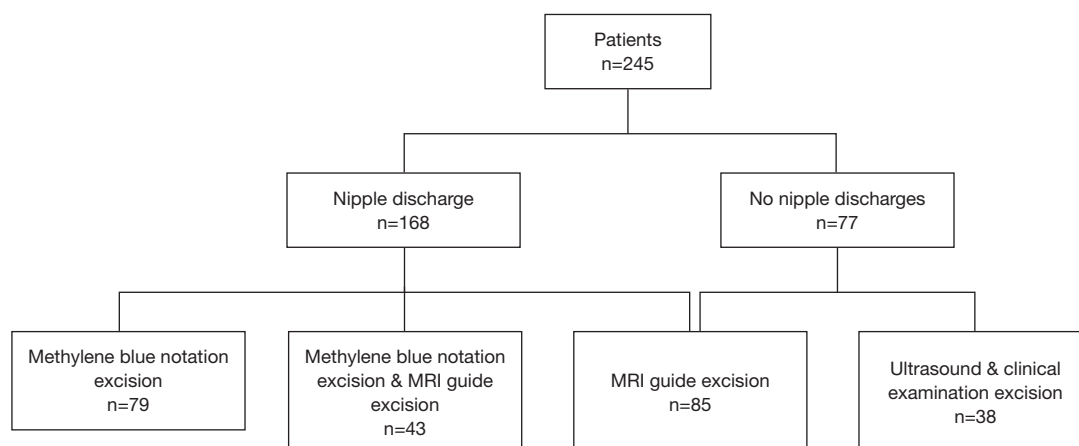 Patients
n=245
Nipple discharge
n=168
No nipple discharges
n=77
Methylene blue notation
excision
n=79
Methylene blue notation
excision & MRI guide
excision
n=43
MRI guide excision
n=85
Ultrasound & clinical
examination excision
n=38